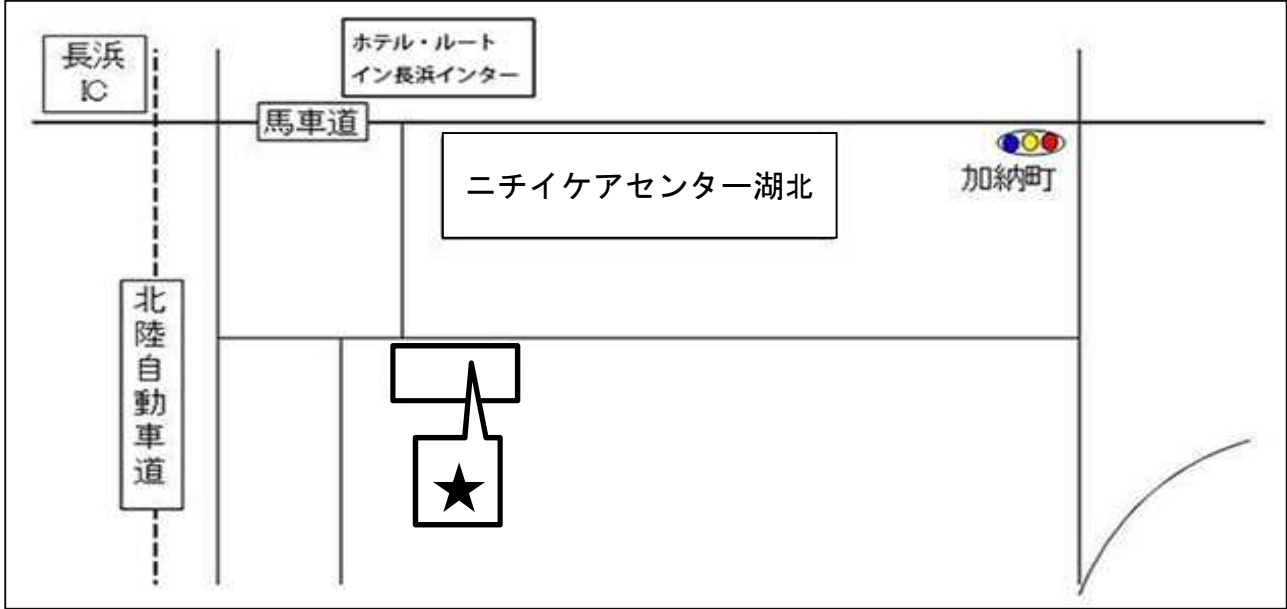 長浜
IC
ホテル・ルート
イン長浜インター
馬車道
ニチイケアセンター湖北
加納町
北陸自動車道
★